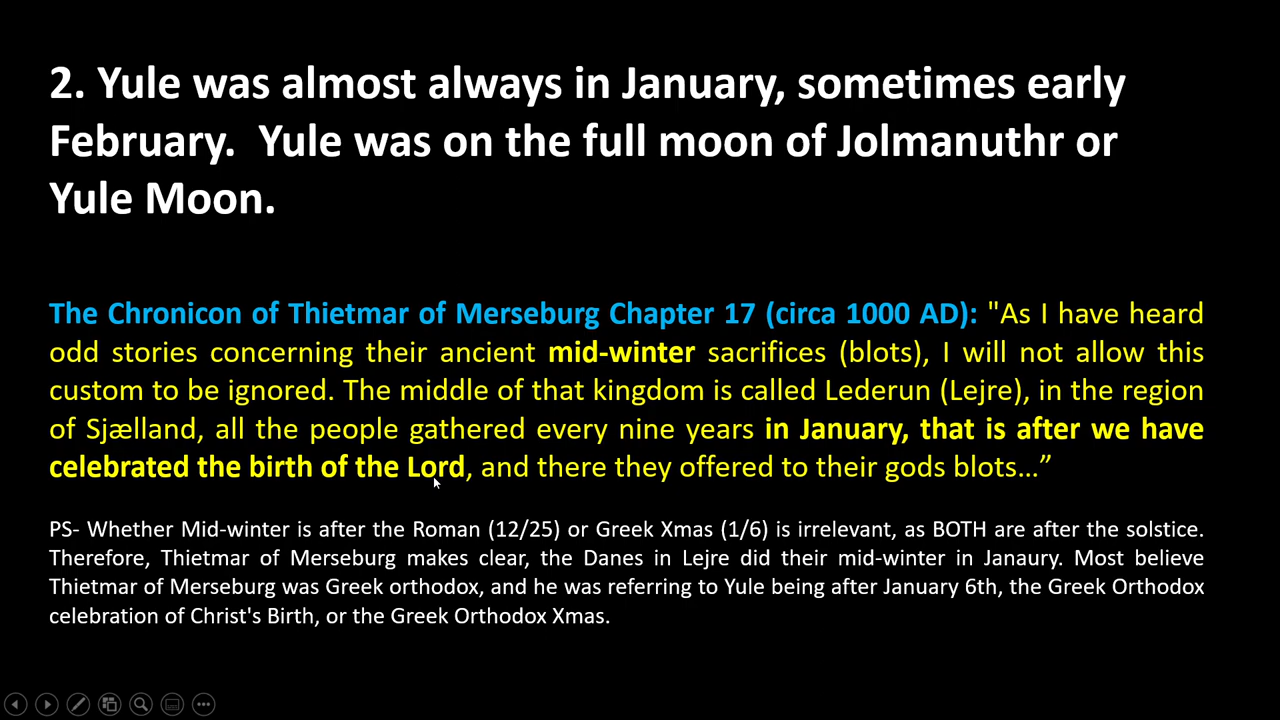 2. Yule was almost always in January, sometimes early
February.  Yule was on the full moon of Jolmanuthr or
Yule Moon.
The Chronicon of Thietmar of Merseburg Chapter 17 (circa 1000 AD): "As I have heard
odd stories concerning their ancient mid-winter sacrifices (blots), I will not allow this
custom to be ignored. The middle of that kingdom is called Lederun (Lejre), in the region
of Sjælland, all the people gathered every nine years in January, that is after we have
celebrated the birth of the Lord, and there they offered to their gods blots…”
PS- Whether Mid-winter is after the Roman (12/25) or Greek Xmas (1/6) is irrelevant, as BOTH are after the solstice.
Therefore, Thietmar of Merseburg makes clear, the Danes in Lejre did their mid-winter in Janaury. Most believe
Thietmar of Merseburg was Greek orthodox, and he was referring to Yule being after January 6th, the Greek Orthodox
celebration of Christ's Birth, or the Greek Orthodox Xmas.